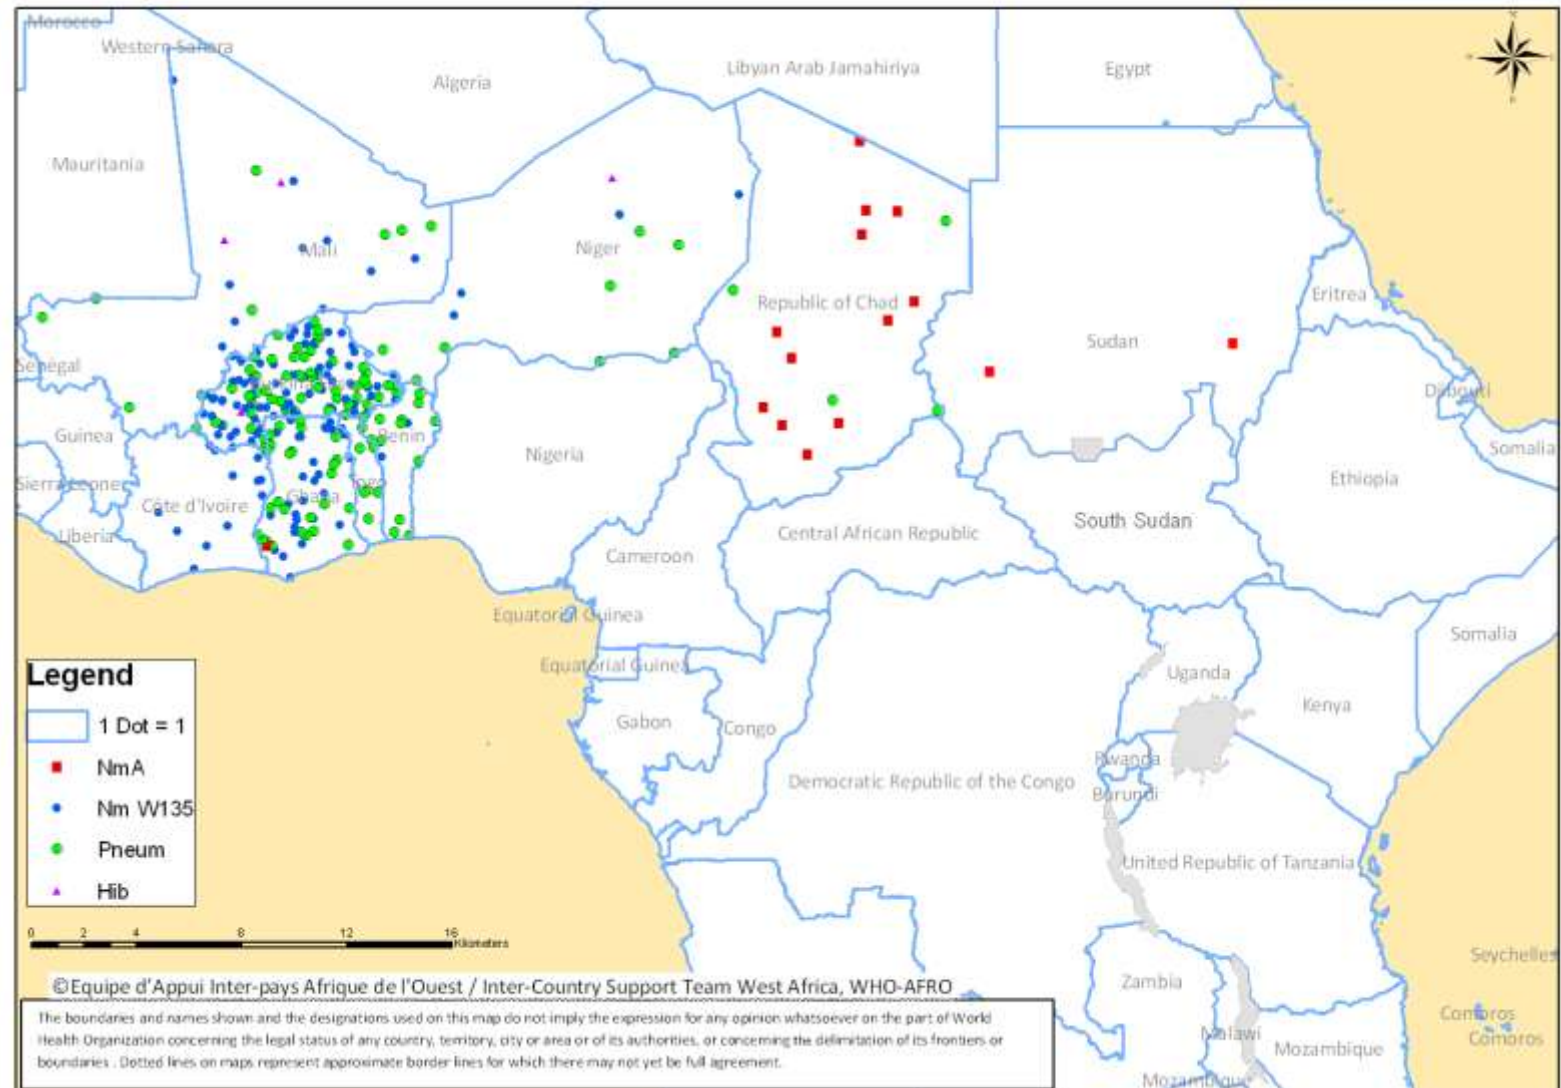 Morocco
Western Sahara
Algeria
Libyan Arab Jamahiriya
Egypt
Mauritania
Mali
Niger
Republic of Chad
Sudan
Eritrea
Senegal
Djibouti
Guinea
Benin
Nigeria
Somalia
Sierra Leone
Côte d'Ivoire
Ghana
Togo
Ethiopia
Liberia
Central African Republic
South Sudan
Cameroon
Equatorial Guinea
Equatorial Guinea
Somalia
Uganda
Kenya
Gabon
Congo
Rwanda
Democratic Republic of the Congo
Burundi
United Republic of Tanzania
Seychelles
Zambia
Comoros
Comoros
Malawi
Mozambique
Mozambique
Legend
1 Dot = 1
NmA
Nm W135
Pneum
Hib
0 2 4 8 12 16
Kilometers
©Equipe d'Appui Inter-pays Afrique de l'Ouest / Inter-Country Support Team West Africa, WHO-AFRO
The boundaries and names shown and the designations used on this map do not imply the expression for any opinion whatsoever on the part of World
Health Organization concerning the legal status of any country, territory, city or area or of its authorities, or concerning the delimitation of its frontiers or
boundaries . Dotted lines on maps represent approximate border lines for which there may not yet be full agreement.